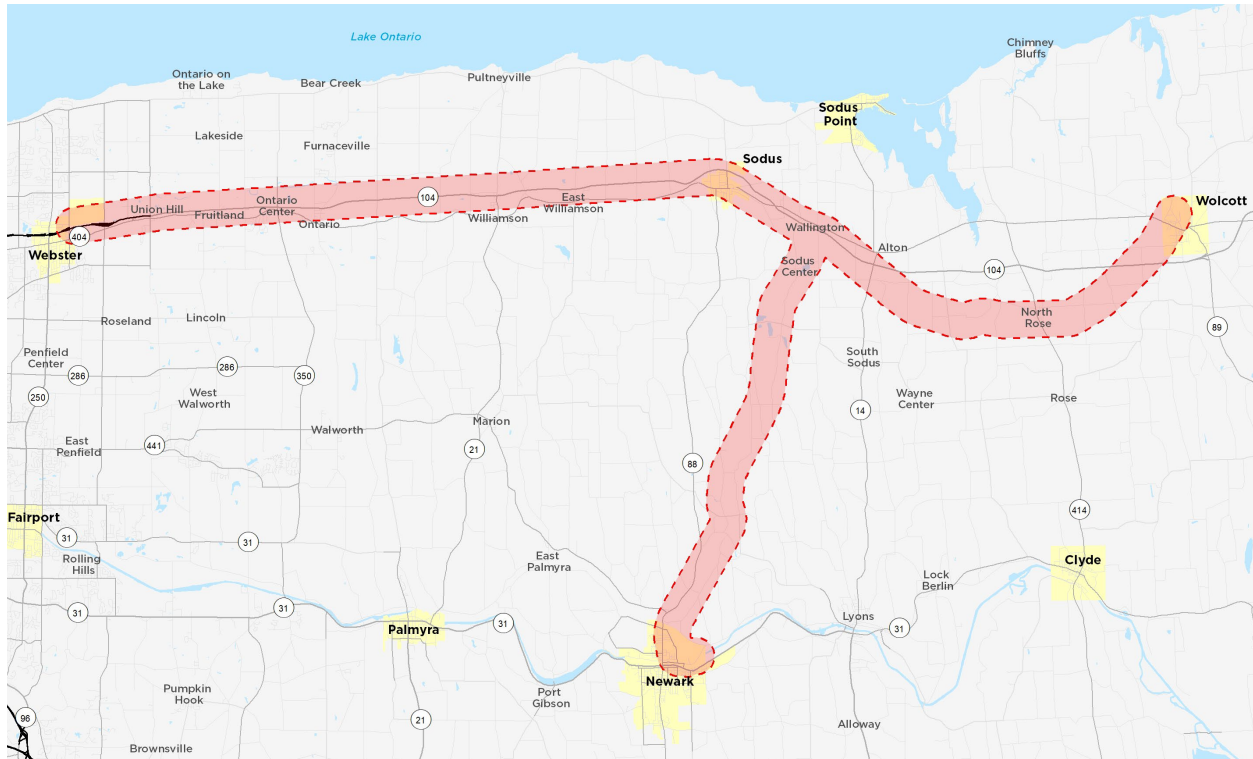 Lake Ontario
Chimney
Bluffs
Ontario on
the Lake
Bear Creek
Pultneyville
Sodus
Point
Lakeside
Furnaceville
Sodus
104
Union Hill
Fruitland
Ontario
Center
Ontario
Williamson
East
Williamson
Wolcott
404
Webster
Wallington
Alton
Sodus
Center
104
North
Rose
89
Roseland
Lincoln
Penfield
Center
286
286
350
South
Sodus
250
West
Walworth
Wayne
Center
Rose
14
Walworth
Marion
East
Penfield
441
21
88
Fairport
31
31
414
Rolling
Hills
East
Palmyra
Clyde
Lock
Berlin
31
31
31
Lyons
31
Palmyra
Newark
Pumpkin
Hook
Port
Gibson
96
21
Alloway
Brownsville